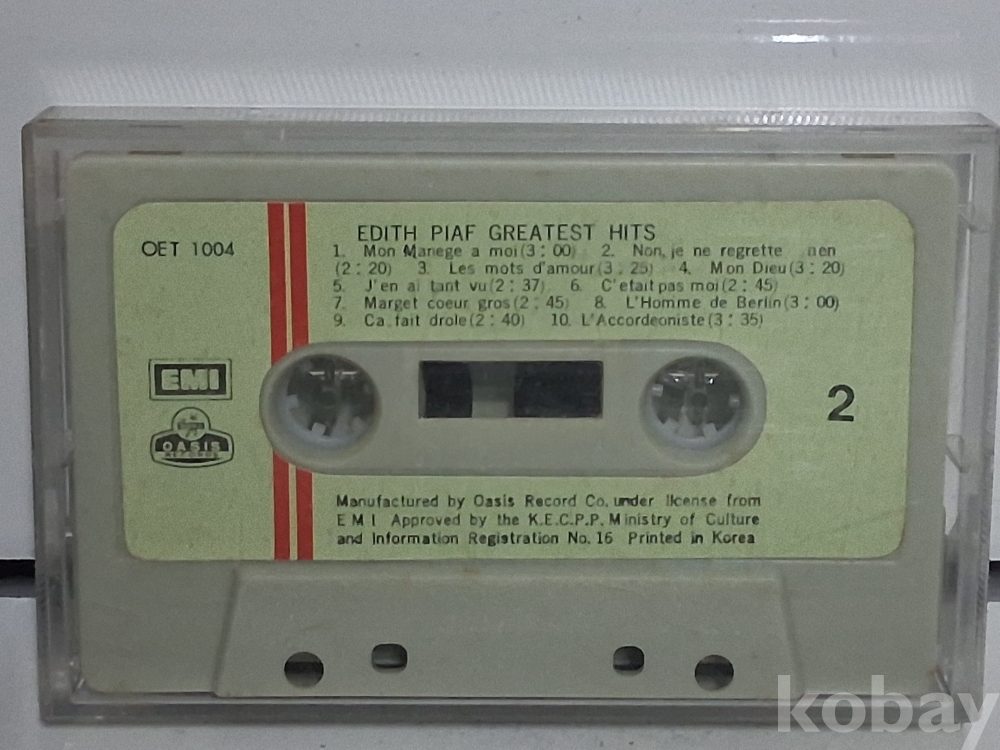 OET 1004
EDITH PIAF GREATEST HITS
1. Mon Manege a moi(3:00) 2. Non, je ne regrette
(2:20) 3. Les mots d'amour(3:25) 4. Mon Dieu(3:20)
5. J'en ai tant vu(2:37) 6. C'etait pas moi(2:45)
7. Marget coeur gros(2:45) 8. L'Homme de Berlin(3:00)
9. Ca fait drole(2:40) 10. L'Accordeoniste(3:35)
EMI
OASIS
RECORDS
2
Manufactured by Oasis Record Co. under license from
EMI Approved by the K.E.C.P.P. Ministry of Culture
and Information Registration No. 16 Printed in Korea
kobay